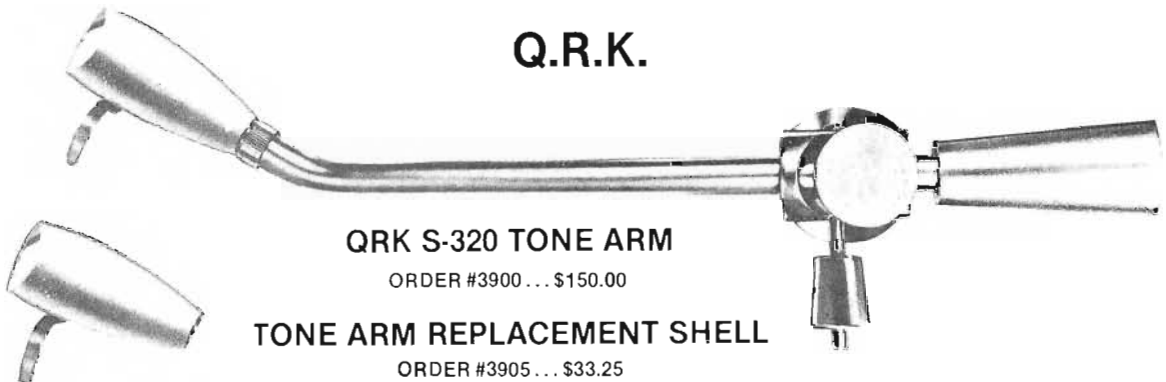 Q.R.K.
QRK S-320 TONE ARM
ORDER #3900...$150.00
TONE ARM REPLACEMENT SHELL
ORDER #3905...$33.25